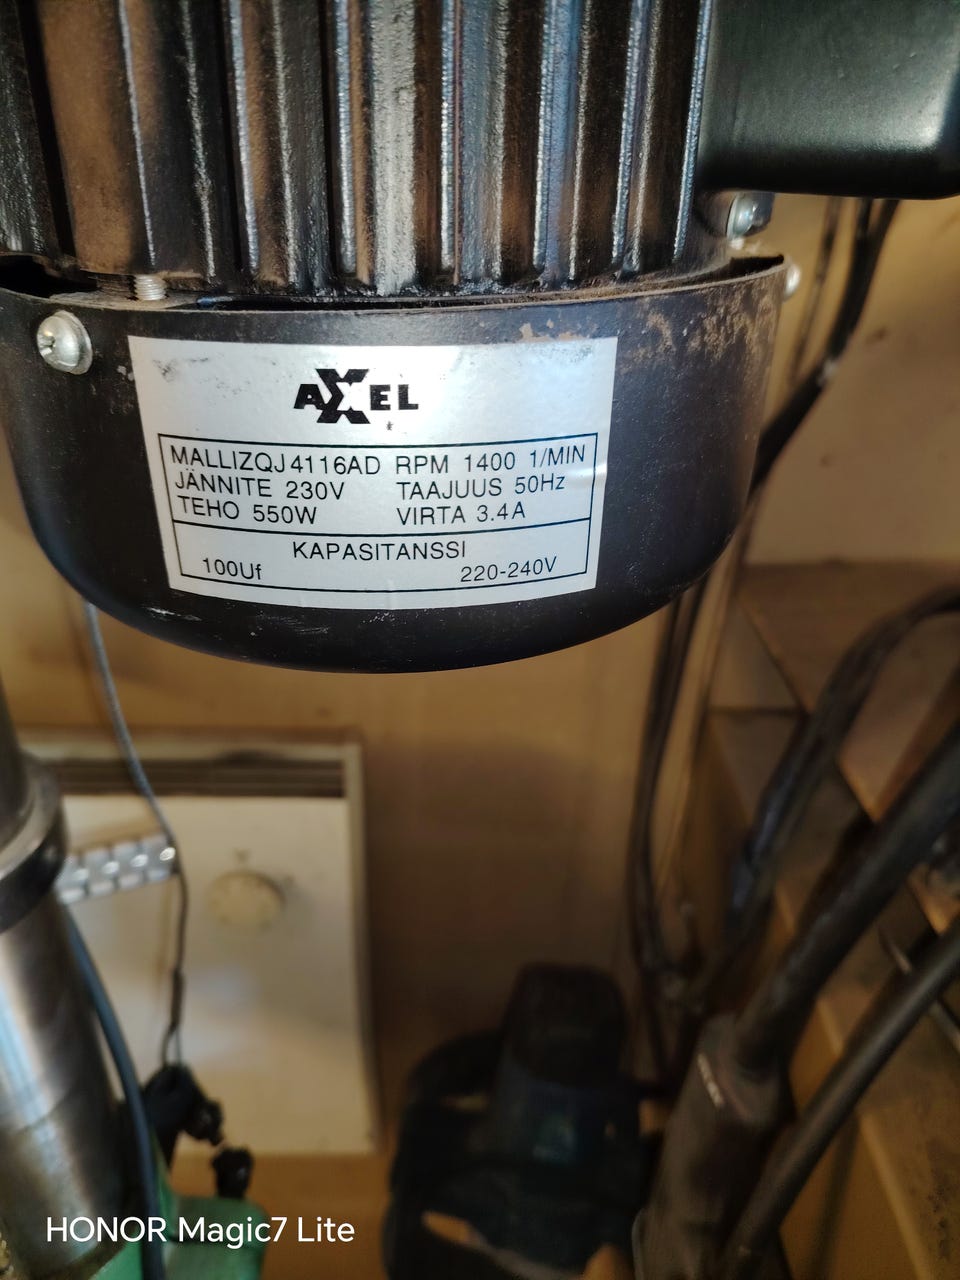 AXEL
MALLIZQJ4116AD RPM 1400 1/MIN
JÄNNITE 230V TAAJUUS 50Hz
TEHO 550W VIRTA 3.4A
KAPASITANSSI
100Uf 220-240V
HONOR Magic7 Lite